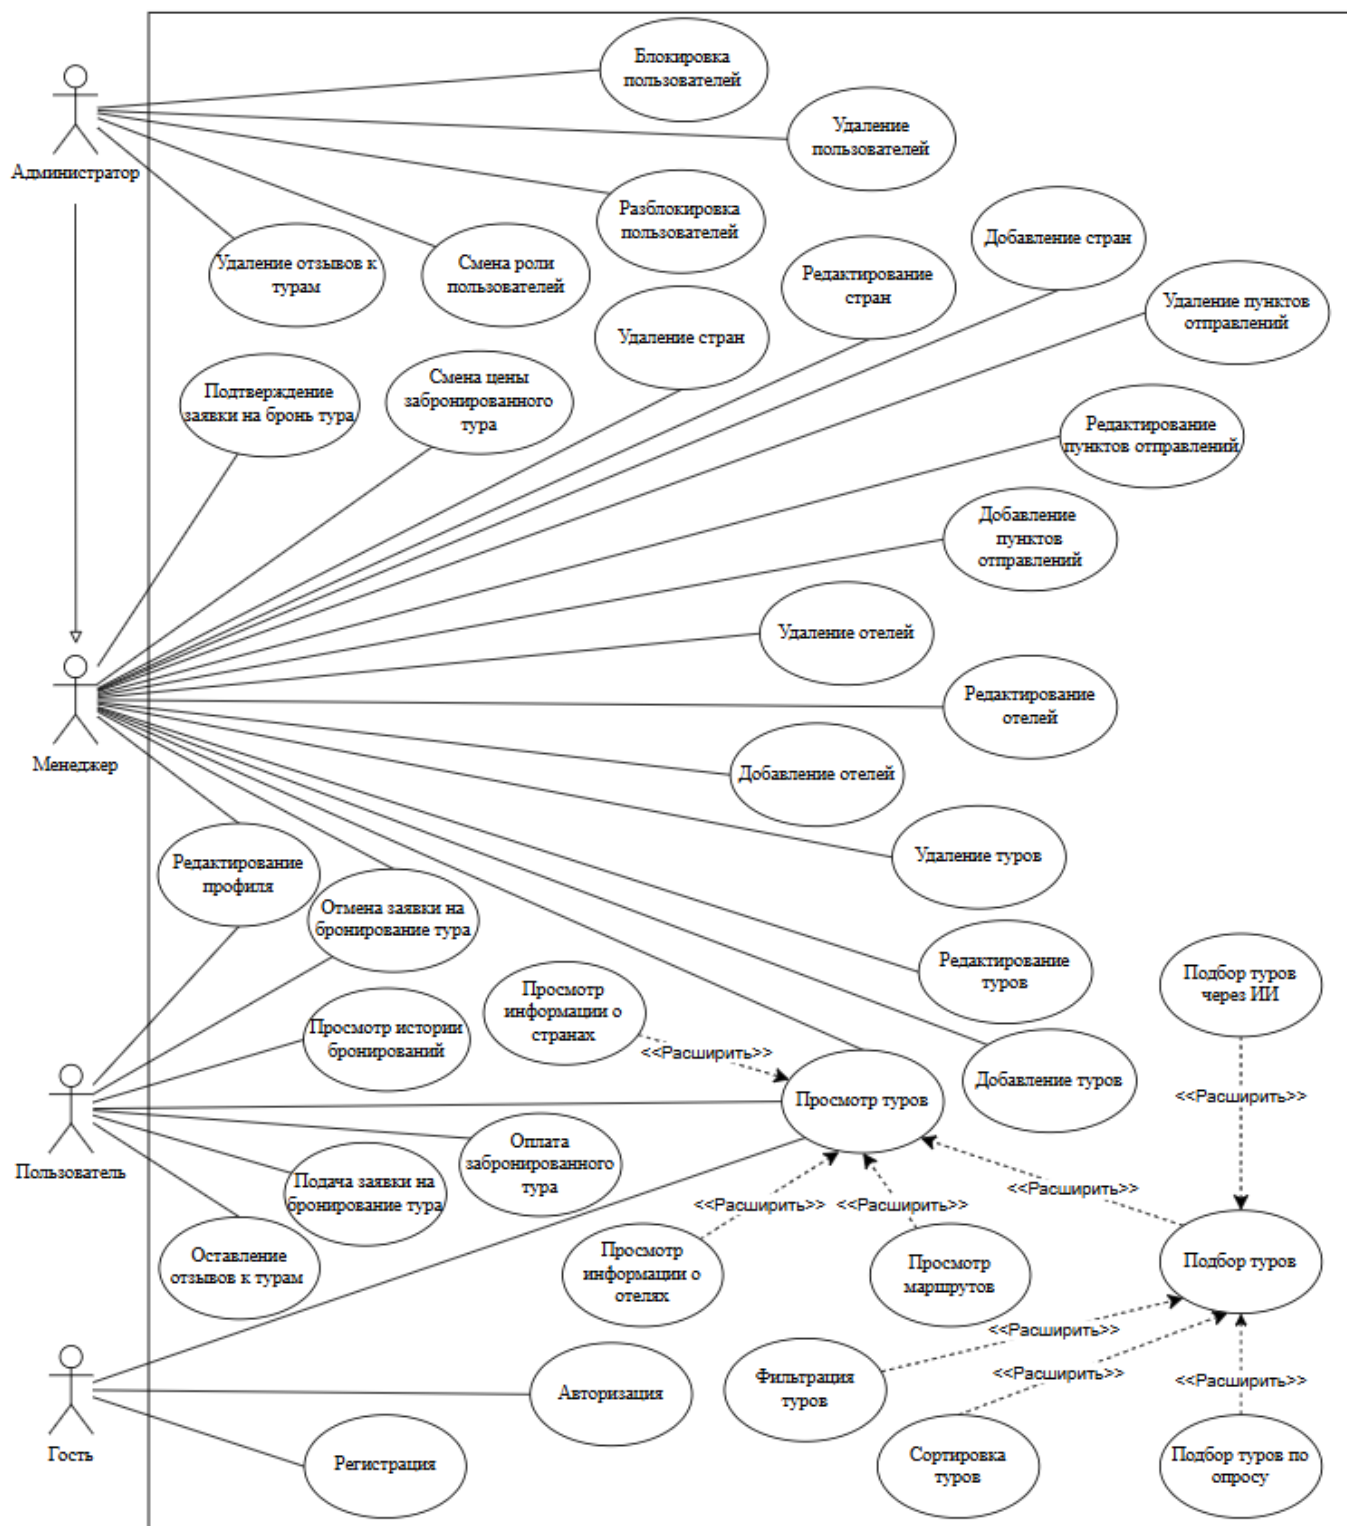 Блокировка
пользователей
Удаление
пользователей
Администратор
Разблокировка
пользователей
Добавление стран
Удаление отзывов к
турам
Смена роли
пользователей
Редактирование
стран
Удаление пунктов
отправлений
Удаление стран
Подтверждение
заявки на бронь тура
Смена цены
забронированного
тура
Редактирование
пунктов отправлений
Добавление
пунктов
отправлений
Удаление отелей
Редактирование
отелей
Менеджер
Добавление отелей
Удаление туров
Редактирование
профиля
Отмена заявки на
бронирование тура
Редактирование
туров
Подбор туров
через ИИ
Просмотр
информации о
странах
Просмотр истории
бронирований
<<Расширить>>
Добавление туров
Просмотр туров
<<Расширить>>
Пользователь
Оплата
забронированного
тура
Подача заявки на
бронирование тура
<<Расширить>>
<<Расширить>>
<<Расширить>>
Оставление
отзывов к турам
Просмотр
информации о
отелях
Просмотр
маршрутов
Подбор туров
<<Расширить>>
<<Расширить>>
<<Расширить>>
Фильтрация
туров
Авторизация
Гость
Регистрация
Сортировка
туров
Подбор туров по
опросу